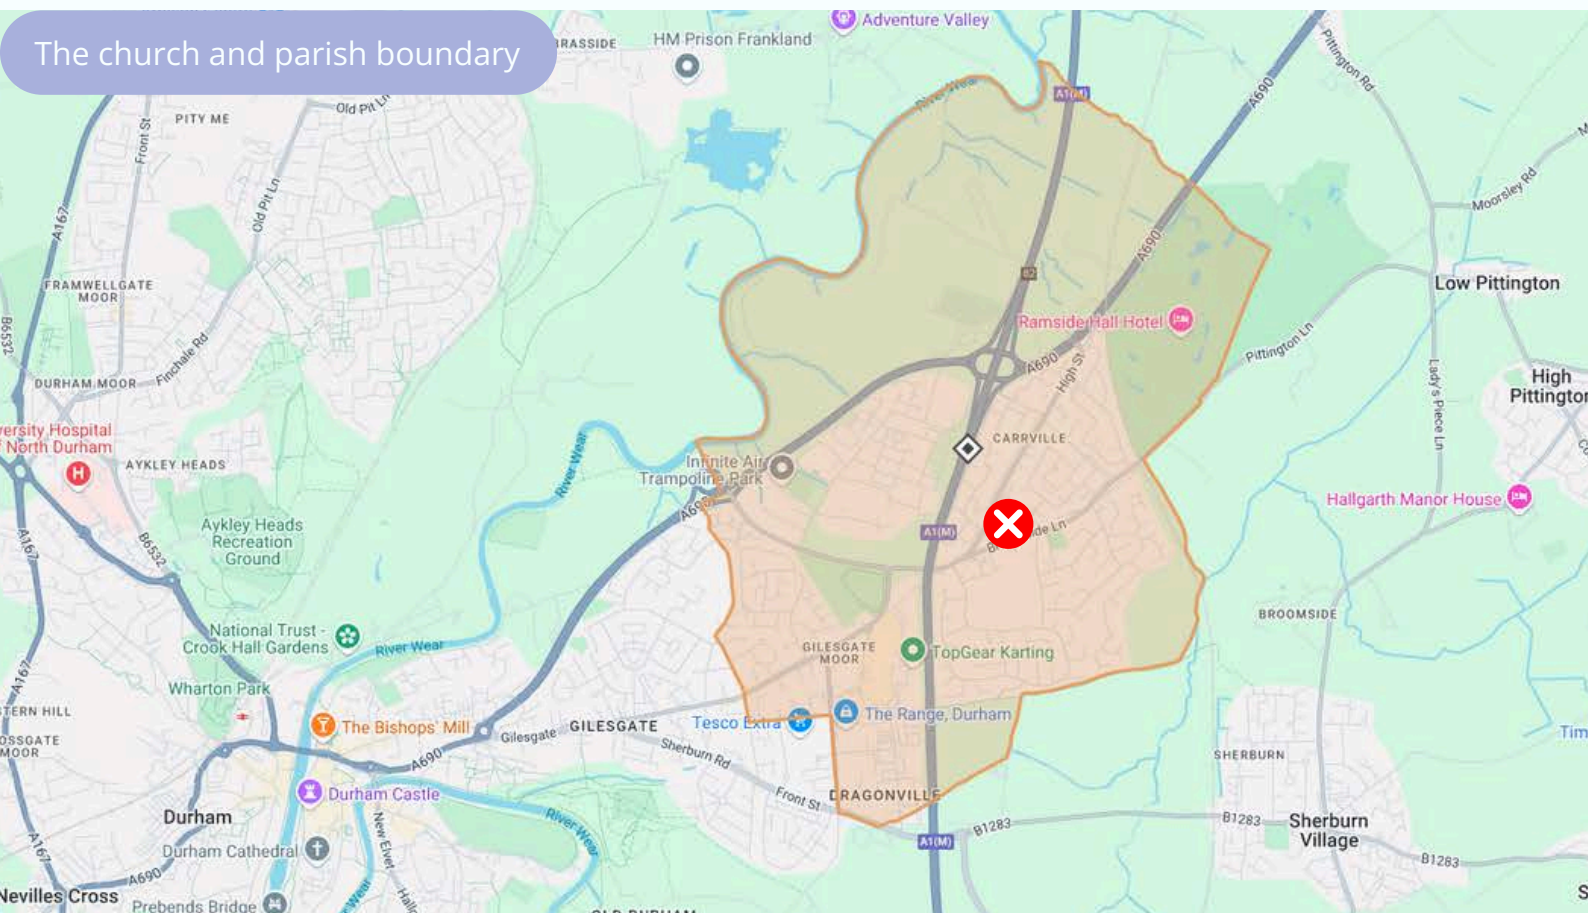 The church and parish boundary
BRASSIDE
HM Prison Frankland
Adventure Valley
Pittington Rd
A690
A1(M)
River Wear
PITY ME
Front St
Old Pit Ln
Old Pit Ln
A167
Moorsley Rd
A690
62
FRAMWELLGATE
MOOR
B6532
Finchale Rd
Low Pittington
Ramside Hall Hotel
A690
High St
Pittington Ln
Lady's Piece Ln
High
Pittington
DURHAM MOOR
ersity Hospital
North Durham
AYKLEY HEADS
River Wear
CARRVILLE
Infinite Air
Trampoline Park
Hallgarth Manor House
A1(M)
Aykley Heads
Recreation
Ground
B6532
A167
BROOMSIDE
National Trust -
Crook Hall Gardens
River Wear
GILESGATE
MOOR
TopGear Karting
Wharton Park
A167
TERN HILL
OSSGATE
MOOR
The Bishops' Mill
Gilesgate
GILESGATE
Tesco Extra
The Range, Durham
Sherburn Rd
A690
SHERBURN
Tim
Durham Castle
Front St
DRAGONVILLE
Durham
River Wear
New Elvet
B1283
B1283
Sherburn
Village
A1(M)
Durham Cathedral
A167
B1283
A690
Nevilles Cross
Prebends Bridge
Wear
OLD DURHAM
S